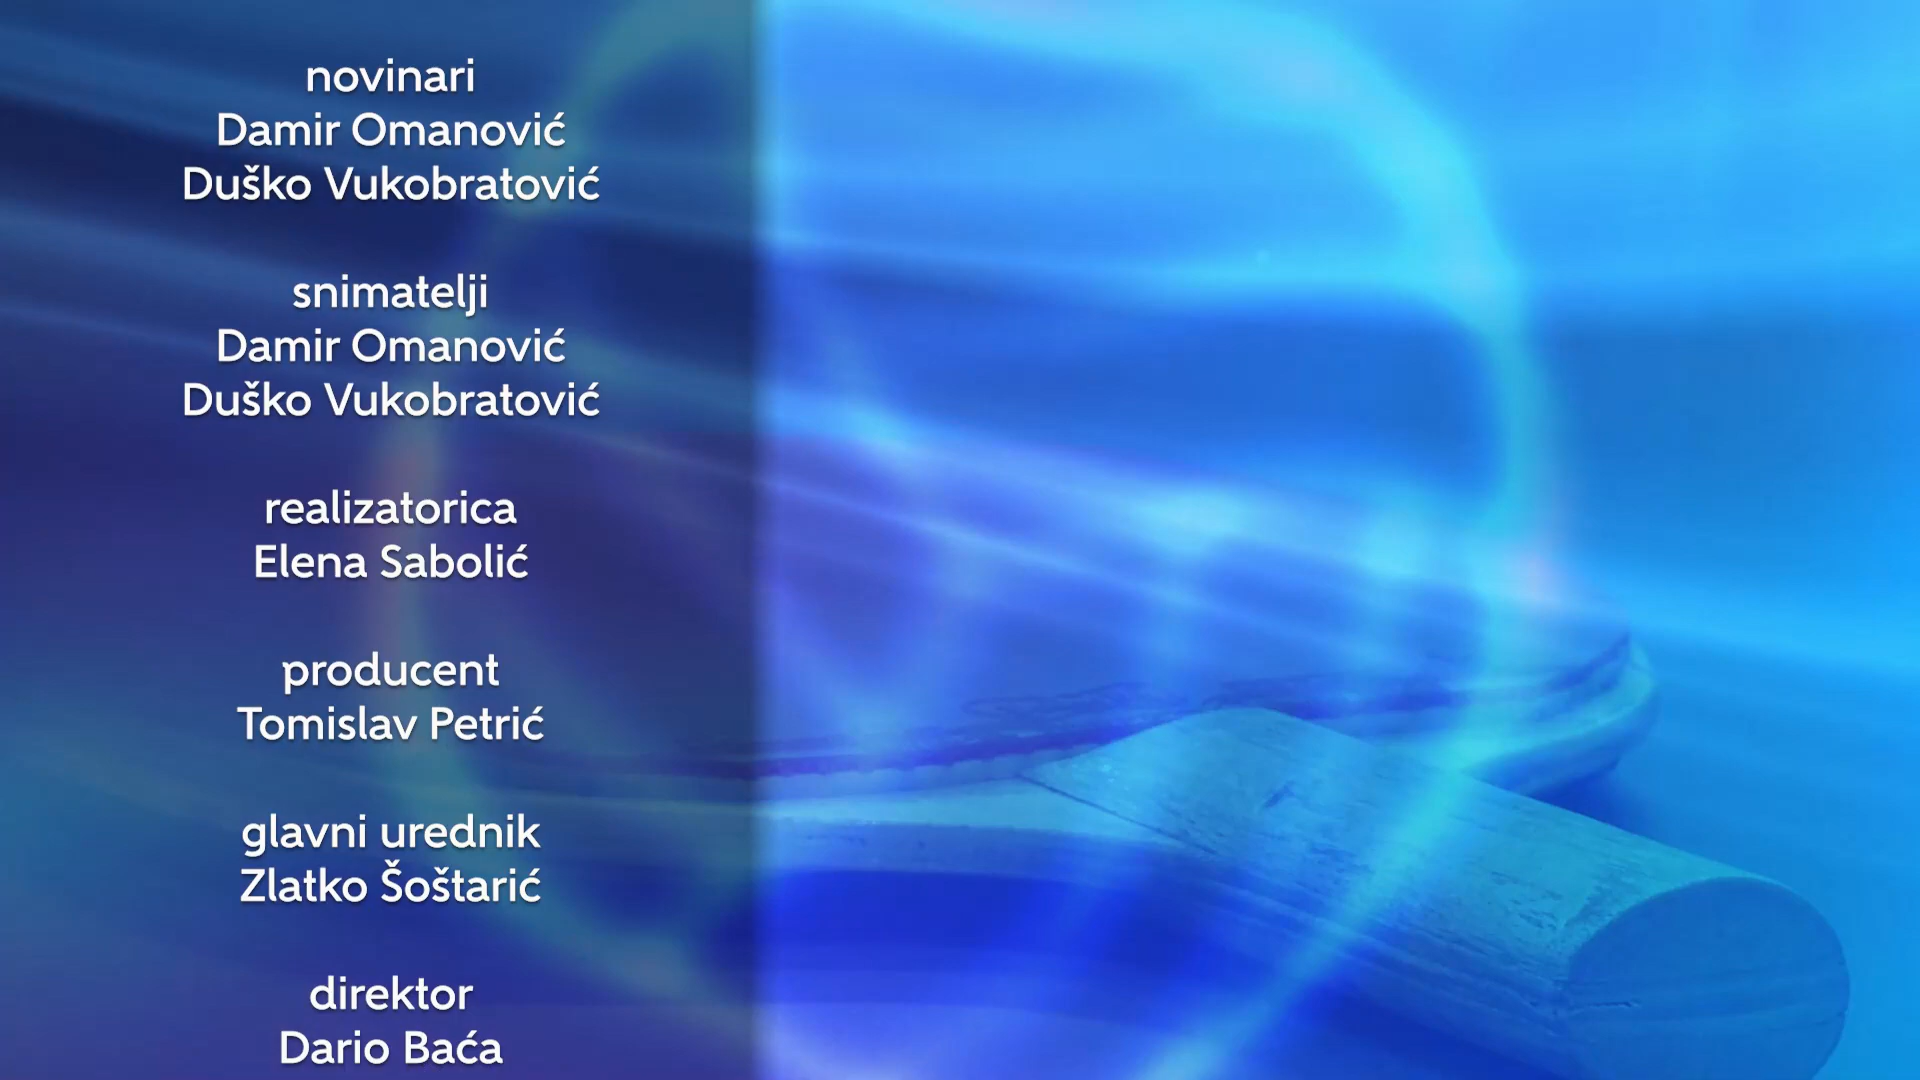 novinari
Damir Omanović
Duško Vukobratović
snimatelji
Damir Omanović
Duško Vukobratović
realizatorica
Elena Sabolić
producent
Tomislav Petrić
glavni urednik
Zlatko Šoštarić
direktor
Dario Baća